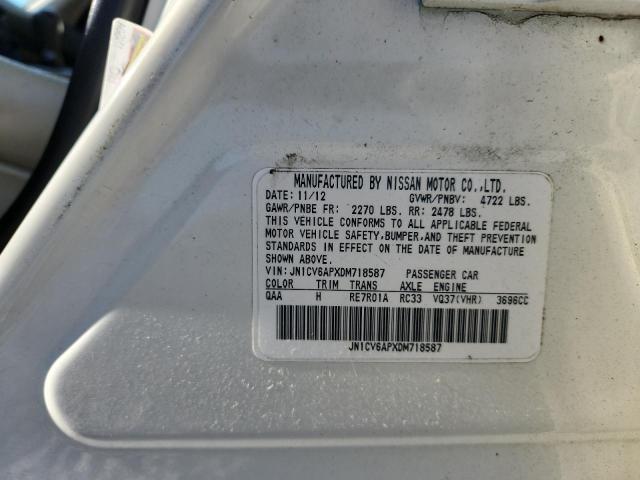 MANUFACTURED BY NISSAN MOTOR CO.,LTD.
DATE: 11/12 GVWR/PNBV: 4722 LBS.
GAWR/PNBE FR: 2270 LBS. RR: 2478 LBS.
THIS VEHICLE CONFORMS TO ALL APPLICABLE FEDERAL
MOTOR VEHICLE SAFETY, BUMPER, AND THEFT PREVENTION
STANDARDS IN EFFECT ON THE DATE OF MANUFACTURE
SHOWN ABOVE.
VIN: JN1CV6APXDM718587 PASSENGER CAR
COLOR TRIM TRANS AXLE ENGINE
QAA H RE7R01A RC33 VQ37(VHR) 3696CC
JN1CV6APXDM718587